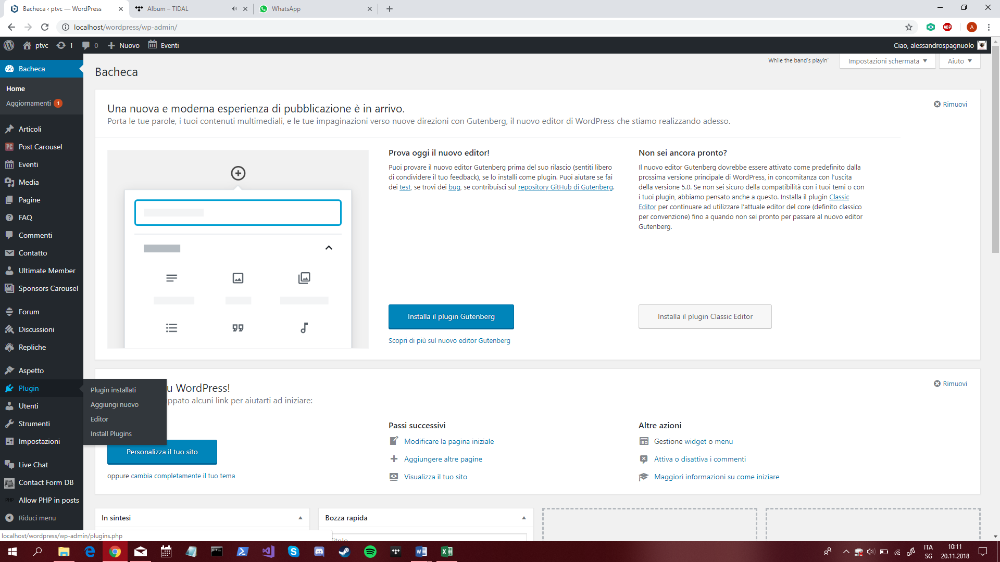 Bacheca ‹ ptvc — WordPress
Album – TIDAL
WhatsApp
localhost/wordpress/wp-admin/
ABP
A
ptvc
1
0
Nuovo
Eventi
Ciao, alessandrospagnuolo
Bacheca
Home
Aggiornamenti 1
Articoli
PC Post Carousel
Eventi
Media
Pagine
FAQ
Commenti
Contatto
Ultimate Member
Sponsors Carousel
Forum
Discussioni
Repliche
Aspetto
Plugin
Utenti
Strumenti
Impostazioni
Live Chat
Contact Form DB
PHP Allow PHP in posts
Riduci menu
Plugin installati
Aggiungi nuovo
Editor
Install Plugins
Bacheca
While the band's playin'
Impostazioni schermata
Aiuto
Una nuova e moderna esperienza di pubblicazione è in arrivo.
Porta le tue parole, i tuoi contenuti multimediali, e le tue impaginazioni verso nuove direzioni con Gutenberg, il nuovo editor di WordPress che stiamo realizzando adesso.
Rimuovi
Prova oggi il nuovo editor!
Puoi provare il nuovo editor Gutenberg prima del suo rilascio (sentiti libero
di condividere il tuo feedback), se lo installi come plugin. Puoi aiutare se fai
dei test, se trovi dei bug, se contribuisci sul repository GitHub di Gutenberg.
Installa il plugin Gutenberg
Scopri di più sul nuovo editor Gutenberg
Non sei ancora pronto?
Il nuovo editor Gutenberg dovrebbe essere attivato come predefinito dalla
prossima versione principale di WordPress, in concomitanza con l'uscita
della versione 5.0. Se non sei sicuro della compatibilità con i tuoi temi o con
i tuoi plugin, abbiamo pensato anche a questo. Installa il plugin Classic
Editor per continuare ad utilizzare l'attuale editor del core (definito classico
per convenzione) fino a quando non sei pronto per passare al nuovo editor
Gutenberg.
Installa il plugin Classic Editor
u WordPress!
uppato alcuni link per aiutarti ad iniziare:
Rimuovi
Personalizza il tuo sito
oppure cambia completamente il tuo tema
Passi successivi
Modificare la pagina iniziale
Aggiungere altre pagine
Visualizza il tuo sito
Altre azioni
Gestione widget o menu
Attiva o disattiva i commenti
Maggiori informazioni su come iniziare
In sintesi
Bozza rapida
localhost/wordpress/wp-admin/plugins.php
ITA
SG
10:11
20.11.2018